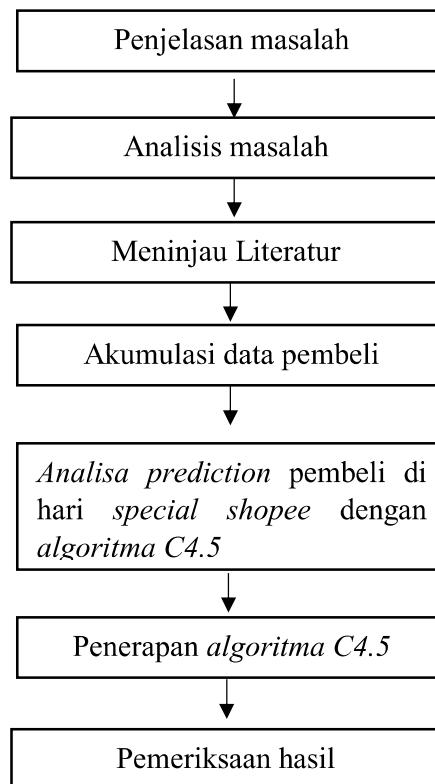 Penjelasan masalah
Analisis masalah
Meninjau Literatur
Akumulasi data pembeli
Analisa prediction pembeli di
hari special shopee dengan
algoritma C4.5
Penerapan algoritma C4.5
Pemeriksaan hasil